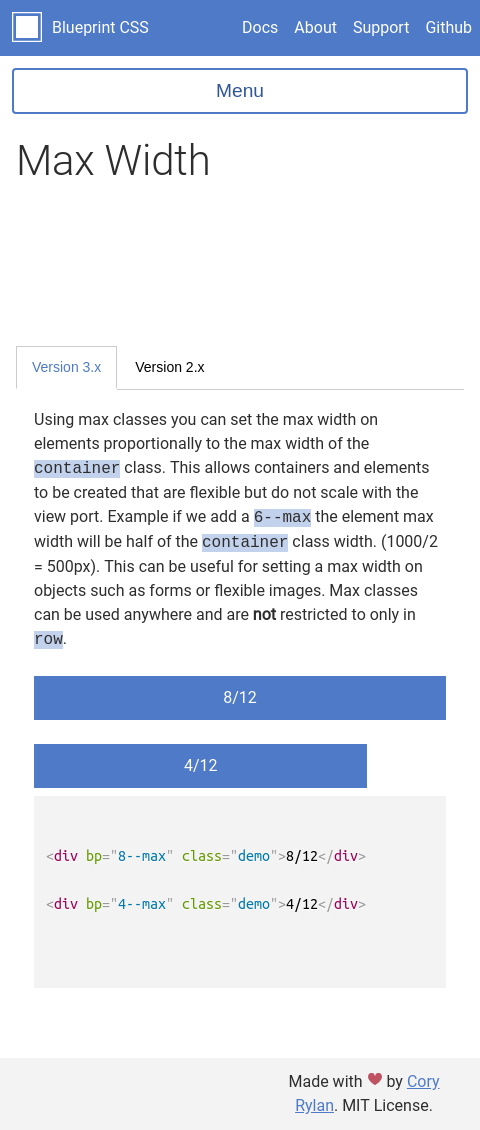 Blueprint CSS Docs About Support Github
Menu
Max Width
Version 3.x Version 2.x
Using max classes you can set the max width on
elements proportionally to the max width of the
container class. This allows containers and elements
to be created that are flexible but do not scale with the
view port. Example if we add a 6--max the element max
width will be half of the container class width. (1000/2
= 500px). This can be useful for setting a max width on
objects such as forms or flexible images. Max classes
can be used anywhere and are not restricted to only in
row.
8/12
4/12
<div bp="8--max" class="demo">8/12</div>
<div bp="4--max" class="demo">4/12</div>
Made with by Cory
Rylan. MIT License.